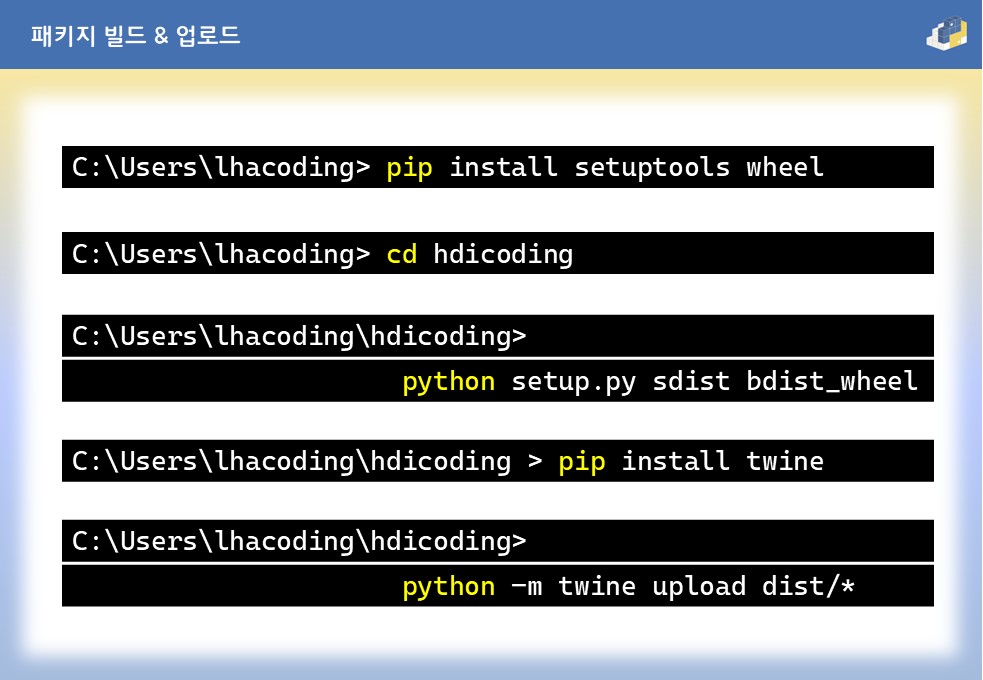 패키지 빌드 & 업로드
C:\Users\lhacoding> pip install setuptools wheel
C:\Users\lhacoding> cd hdicoding
C:\Users\lhacoding\hdicoding>
python setup.py sdist bdist_wheel
C:\Users\lhacoding\hdicoding > pip install twine
C:\Users\lhacoding\hdicoding>
python -m twine upload dist/*